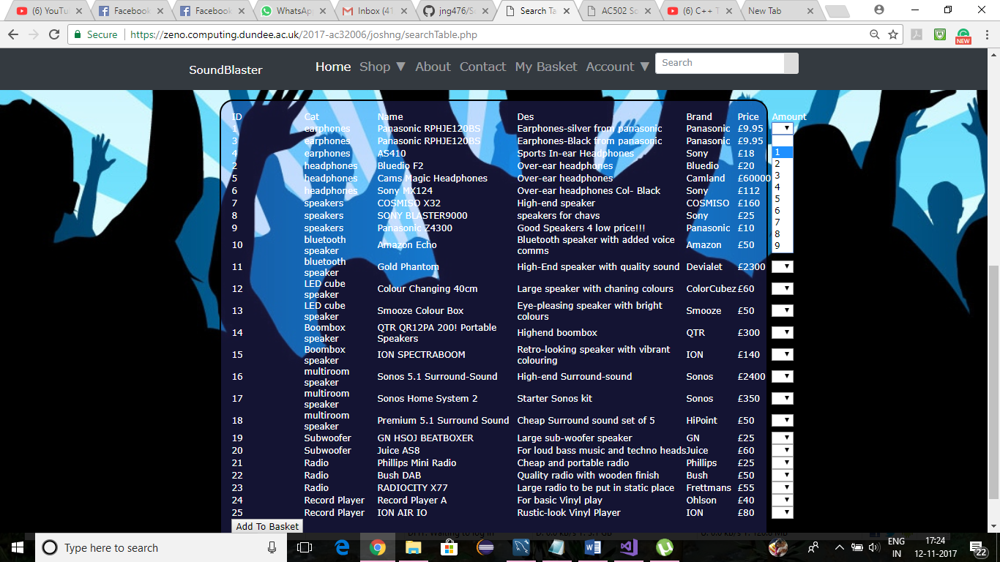 (6) YouTu
Facebook
Facebook
WhatsApp
Inbox (41
jng476/So
Search Ta
AC502 So
(6) C++ T
New Tab
Secure
https://zeno.computing.dundee.ac.uk/2017-ac32006/joshng/searchTable.php
NEW
SoundBlaster
Home Shop ▼ About Contact My Basket Account ▼ Search
ID Cat Name Des Brand Price Amount
1 earphones Panasonic RPHJE120BS Earphones-silver from panasonic Panasonic £9.95
3 earphones Panasonic RPHJE120BS Earphones-Black from panasonic Panasonic £9.95
4 earphones AS410 Sports In-ear Headphones Sony £18
2 headphones Bluedio F2 Over-ear headphones Bluedio £20
5 headphones Cams Magic Headphones Over-ear headphones Camland £60000
6 headphones Sony MX124 Over-ear headphones Col- Black Sony £112
7 speakers COSMISO X32 High-end speaker COSMISO £160
8 speakers SONY BLASTER9000 speakers for chavs Sony £25
9 speakers Panasonic Z4300 Good Speakers 4 low price!!! Panasonic £10
10 bluetooth speaker Amazon Echo Bluetooth speaker with added voice comms Amazon £50
1
2
3
4
5
6
7
8
9
11 bluetooth speaker Gold Phantom High-End speaker with quality sound Devialet £2300
12 LED cube speaker Colour Changing 40cm Large speaker with chaning colours ColorCubez £60
13 LED cube speaker Smooze Colour Box Eye-pleasing speaker with bright colours Smooze £50
14 Boombox speaker QTR QR12PA 200! Portable Speakers Highend boombox QTR £300
15 Boombox speaker ION SPECTRABOOM Retro-looking speaker with vibrant colouring ION £140
16 multiroom speaker Sonos 5.1 Surround-Sound High-end Surround-sound Sonos £2400
17 multiroom speaker Sonos Home System 2 Starter Sonos kit Sonos £350
18 multiroom speaker Premium 5.1 Surround Sound Cheap Surround sound set of 5 HiPoint £50
19 Subwoofer GN HSOJ BEATBOXER Large sub-woofer speaker GN £25
20 Subwoofer Juice AS8 For loud bass music and techno heads Juice £60
21 Radio Phillips Mini Radio Cheap and portable radio Phillips £25
22 Radio Bush DAB Quality radio with wooden finish Bush £50
23 Radio RADIOCITY X77 Large radio to be put in static place Frettmans £55
24 Record Player Record Player A For basic Vinyl play Ohlson £40
25 Record Player ION AIR IO Rustic-look Vinyl Player ION £80
Add To Basket
Type here to search
ENG
IN
17:24
12-11-2017
22